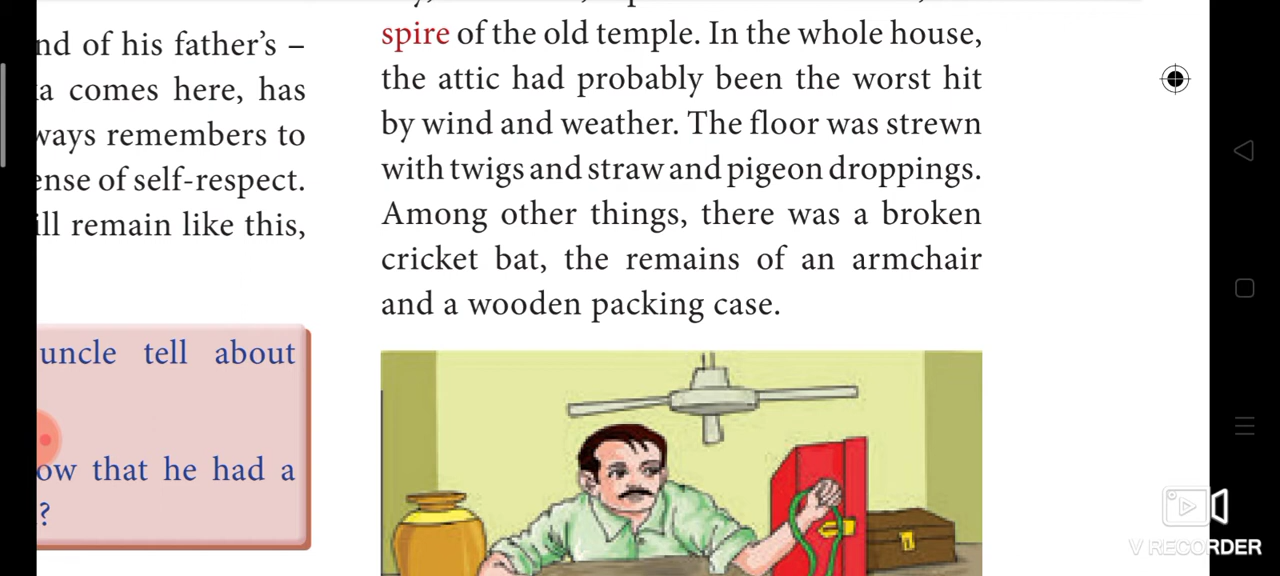 nd of his father's –
a comes here, has
ways remembers to
ense of self-respect.
ill remain like this,
uncle tell about
ow that he had a
?
spire of the old temple. In the whole house,
the attic had probably been the worst hit
by wind and weather. The floor was strewn
with twigs and straw and pigeon droppings.
Among other things, there was a broken
cricket bat, the remains of an armchair
and a wooden packing case.
V RECORDER